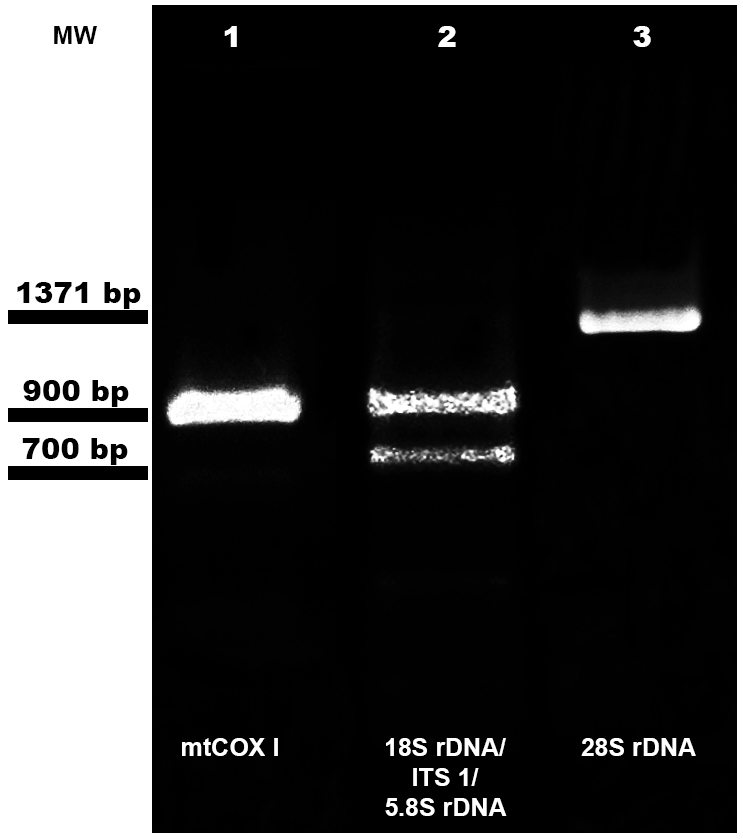 MW 1 2 3
1371 bp
900 bp
700 bp
mtCOX I 18S rDNA/ 28S rDNA
ITS 1/
5.8S rDNA